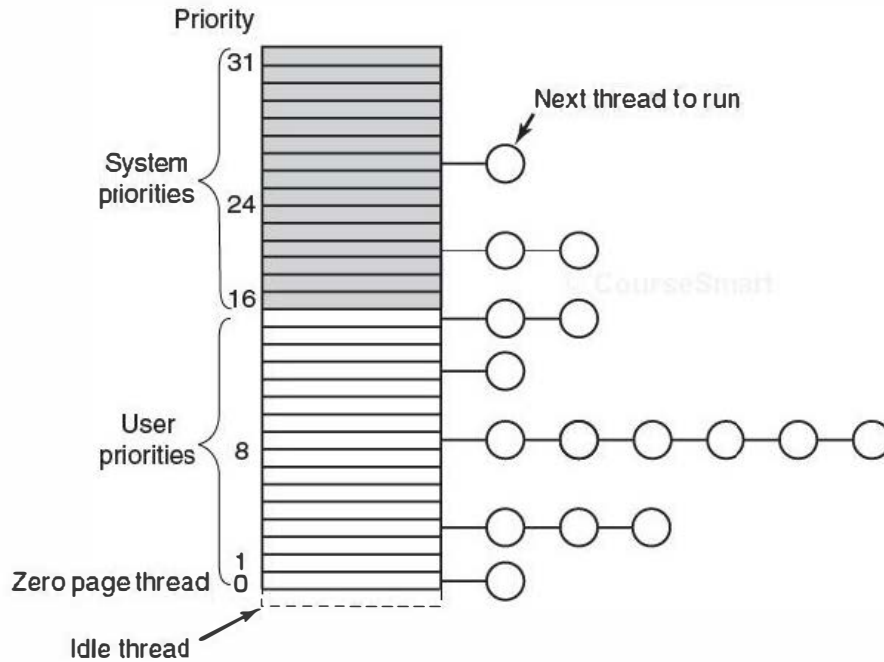 Priority
31
Next thread to run
System
priorities
24
© CourseSmart
16
User
priorities
8
1
Zero page thread
0
Idle thread